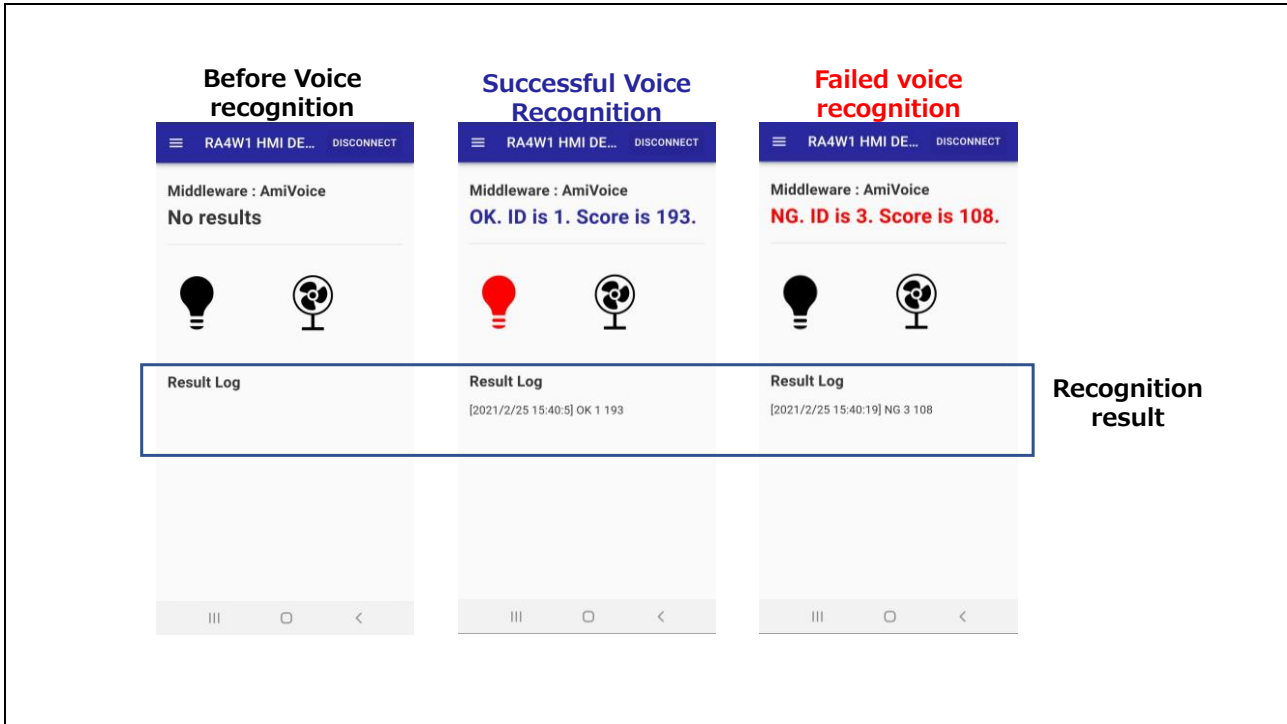 Before Voice
recognition
Successful Voice
Recognition
Failed voice
recognition
RA4W1 HMI DE... DISCONNECT
Middleware : AmiVoice
No results
Result Log
RA4W1 HMI DE... DISCONNECT
Middleware : AmiVoice
OK. ID is 1. Score is 193.
Result Log
[2021/2/25 15:40:5] OK 1 193
RA4W1 HMI DE... DISCONNECT
Middleware : AmiVoice
NG. ID is 3. Score is 108.
Result Log
[2021/2/25 15:40:19] NG 3 108
Recognition
result